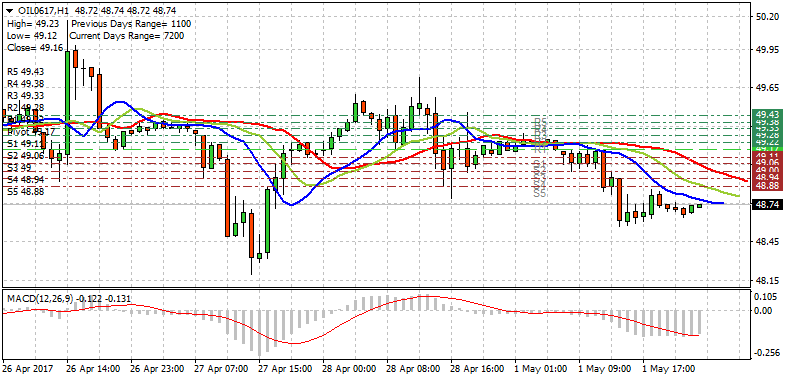 OIL0617,H1 48.72 48.74 48.72 48.74
High= 49.23 Previous Days Range= 1100
Low= 49.12 Current Days Range= 7200
Close= 49.16
R5 49.43
R4 49.38
R3 49.33
R2 49.28
S1 49.11
S2 49.06
S3 49
S4 48.94
S5 48.88
50.20
49.95
49.65
49.43
49.38
49.33
49.28
49.22
49.11
49.06
49.00
48.94
48.88
48.74
48.45
48.15
MACD(12,26,9) -0.122 -0.131
0.105
0.00
-0.256
26 Apr 2017
26 Apr 14:00
26 Apr 23:00
27 Apr 07:00
27 Apr 16:00
28 Apr 00:00
28 Apr 08:00
28 Apr 16:00
1 May 01:00
1 May 09:00
1 May 17:00